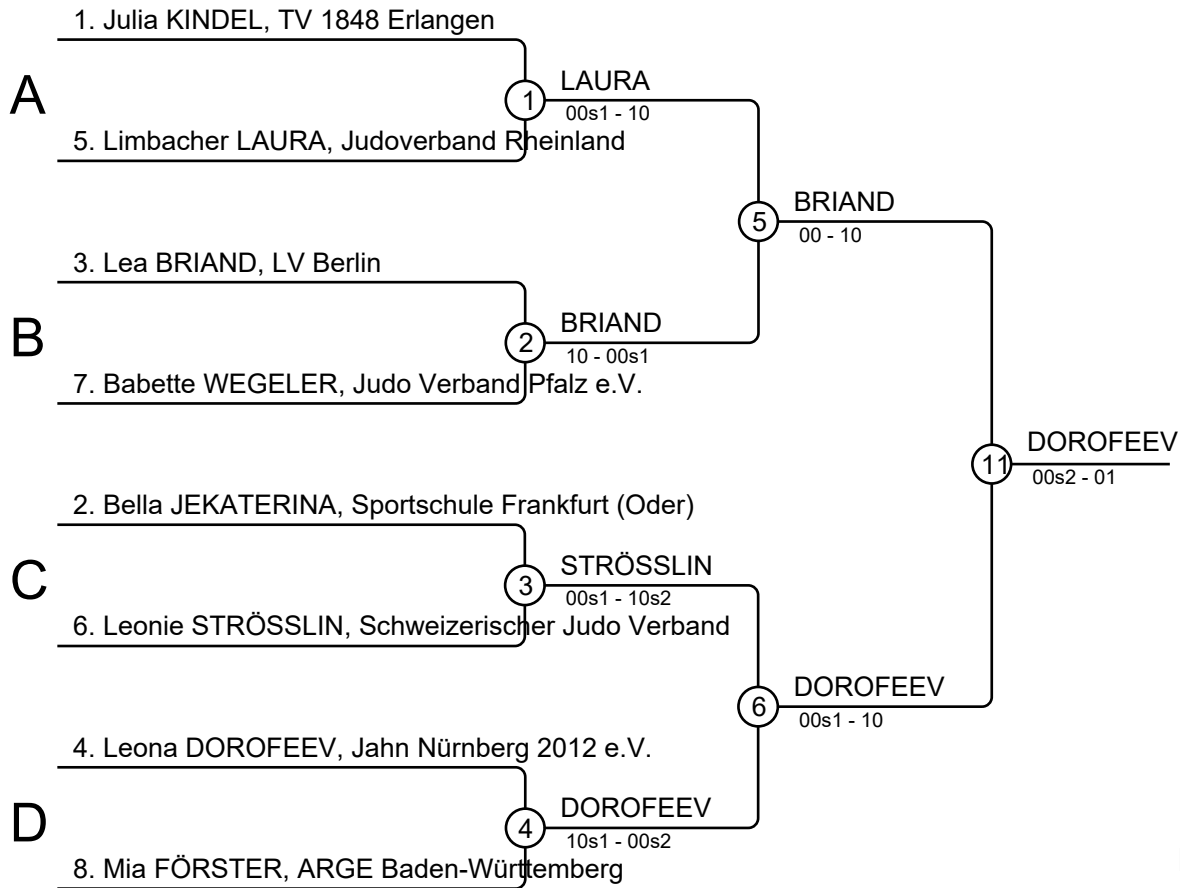 1. Julia KINDEL, TV 1848 Erlangen
A
1
LAURA
00s1 - 10
5. Limbacher LAURA, Judoverband Rheinland
5
BRIAND
00 - 10
3. Lea BRIAND, LV Berlin
B
2
BRIAND
10 - 00s1
7. Babette WEGELER, Judo Verband Pfalz e.V.
11
DOROFEEV
00s2 - 01
2. Bella JEKATERINA, Sportschule Frankfurt (Oder)
C
3
STRÖSSLIN
00s1 - 10s2
6. Leonie STRÖSSLIN, Schweizerischer Judo Verband
6
DOROFEEV
00s1 - 10
4. Leona DOROFEEV, Jahn Nürnberg 2012 e.V.
D
4
DOROFEEV
10s1 - 00s2
8. Mia FÖRSTER, ARGE Baden-Württemberg